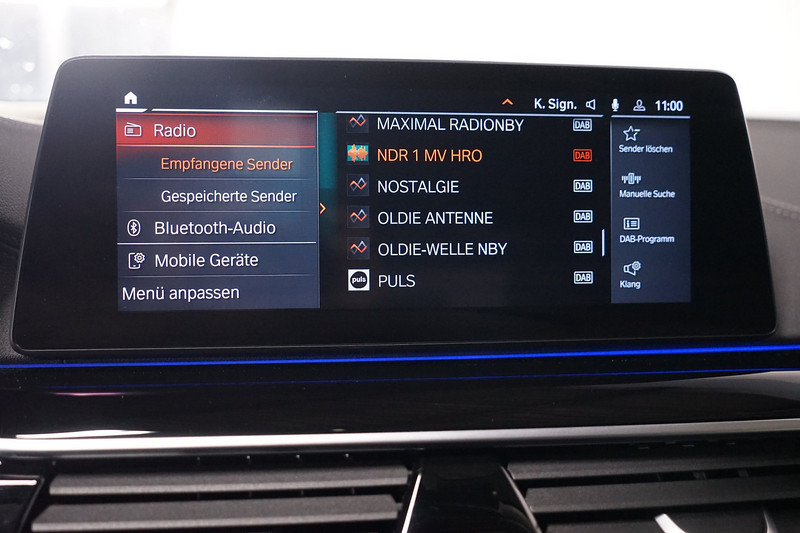 K. Sign. 11:00
Radio
Empfangene Sender
Gespeicherte Sender
Bluetooth-Audio
Mobile Geräte
Menü anpassen
MAXIMAL RADIONBY DAB
NDR 1 MV HRO DAB
NOSTALGIE DAB
OLDIE ANTENNE DAB
OLDIE-WELLE NBY DAB
puls PULS DAB
Sender löschen
Manuelle Suche
DAB-Programm
Klang